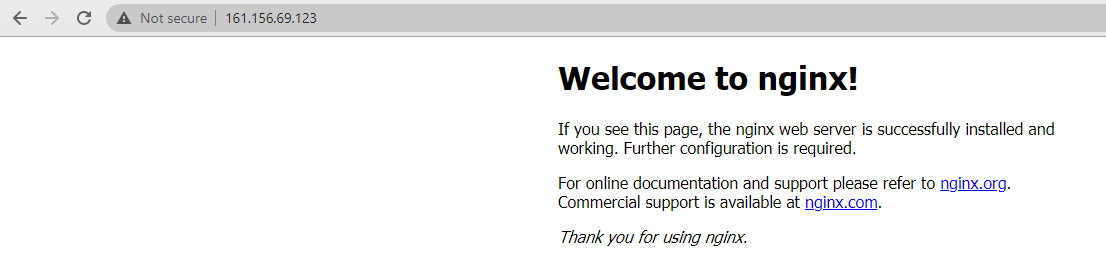 Not secure | 161.156.69.123
Welcome to nginx!
If you see this page, the nginx web server is successfully installed and
working. Further configuration is required.
For online documentation and support please refer to nginx.org.
Commercial support is available at nginx.com.
Thank you for using nginx.